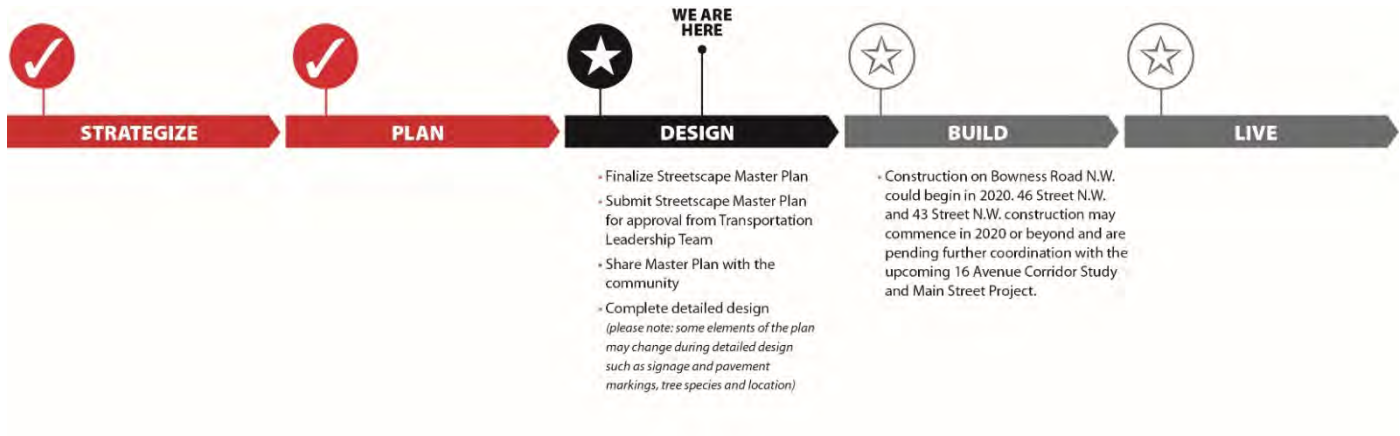 WE ARE
HERE
STRATEGIZE
PLAN
DESIGN
BUILD
LIVE
• Finalize Streetscape Master Plan
• Submit Streetscape Master Plan
for approval from Transportation
Leadership Team
• Share Master Plan with the
community
• Complete detailed design
(please note: some elements of the plan
may change during detailed design
such as signage and pavement
markings, tree species and location)
• Construction on Bowness Road N.W.
could begin in 2020. 46 Street N.W.
and 43 Street N.W. construction may
commence in 2020 or beyond and are
pending further coordination with the
upcoming 16 Avenue Corridor Study
and Main Street Project.